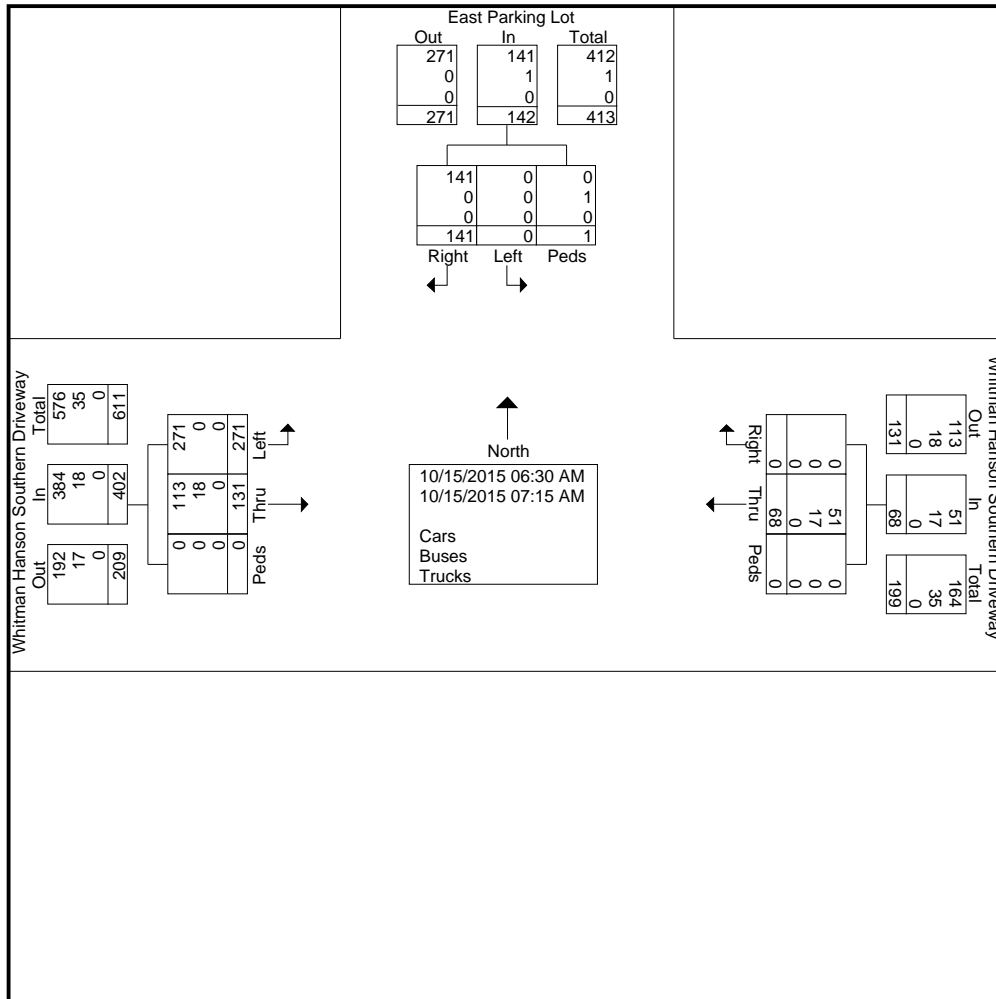 East Parking Lot
Out In Total
271 141 412
0 1 1
0 0 0
271 142 413
141 0 0
0 0 1
0 0 0
141 0 1
Right Left Peds
Whitman Hanson Southern Driveway
Total In Out
576 384 192
35 18 17
0 0 0
611 402 209
271 113 0
0 18 0
0 0 0
271 131 0
Left Thru Peds
North
10/15/2015 06:30 AM
10/15/2015 07:15 AM
Cars
Buses
Trucks
Right Thru Peds
0 51 0
0 17 0
0 0 0
0 68 0
Out In Total
113 51 164
18 17 35
0 0 0
131 68 199
Whitman Hanson Southern Driveway